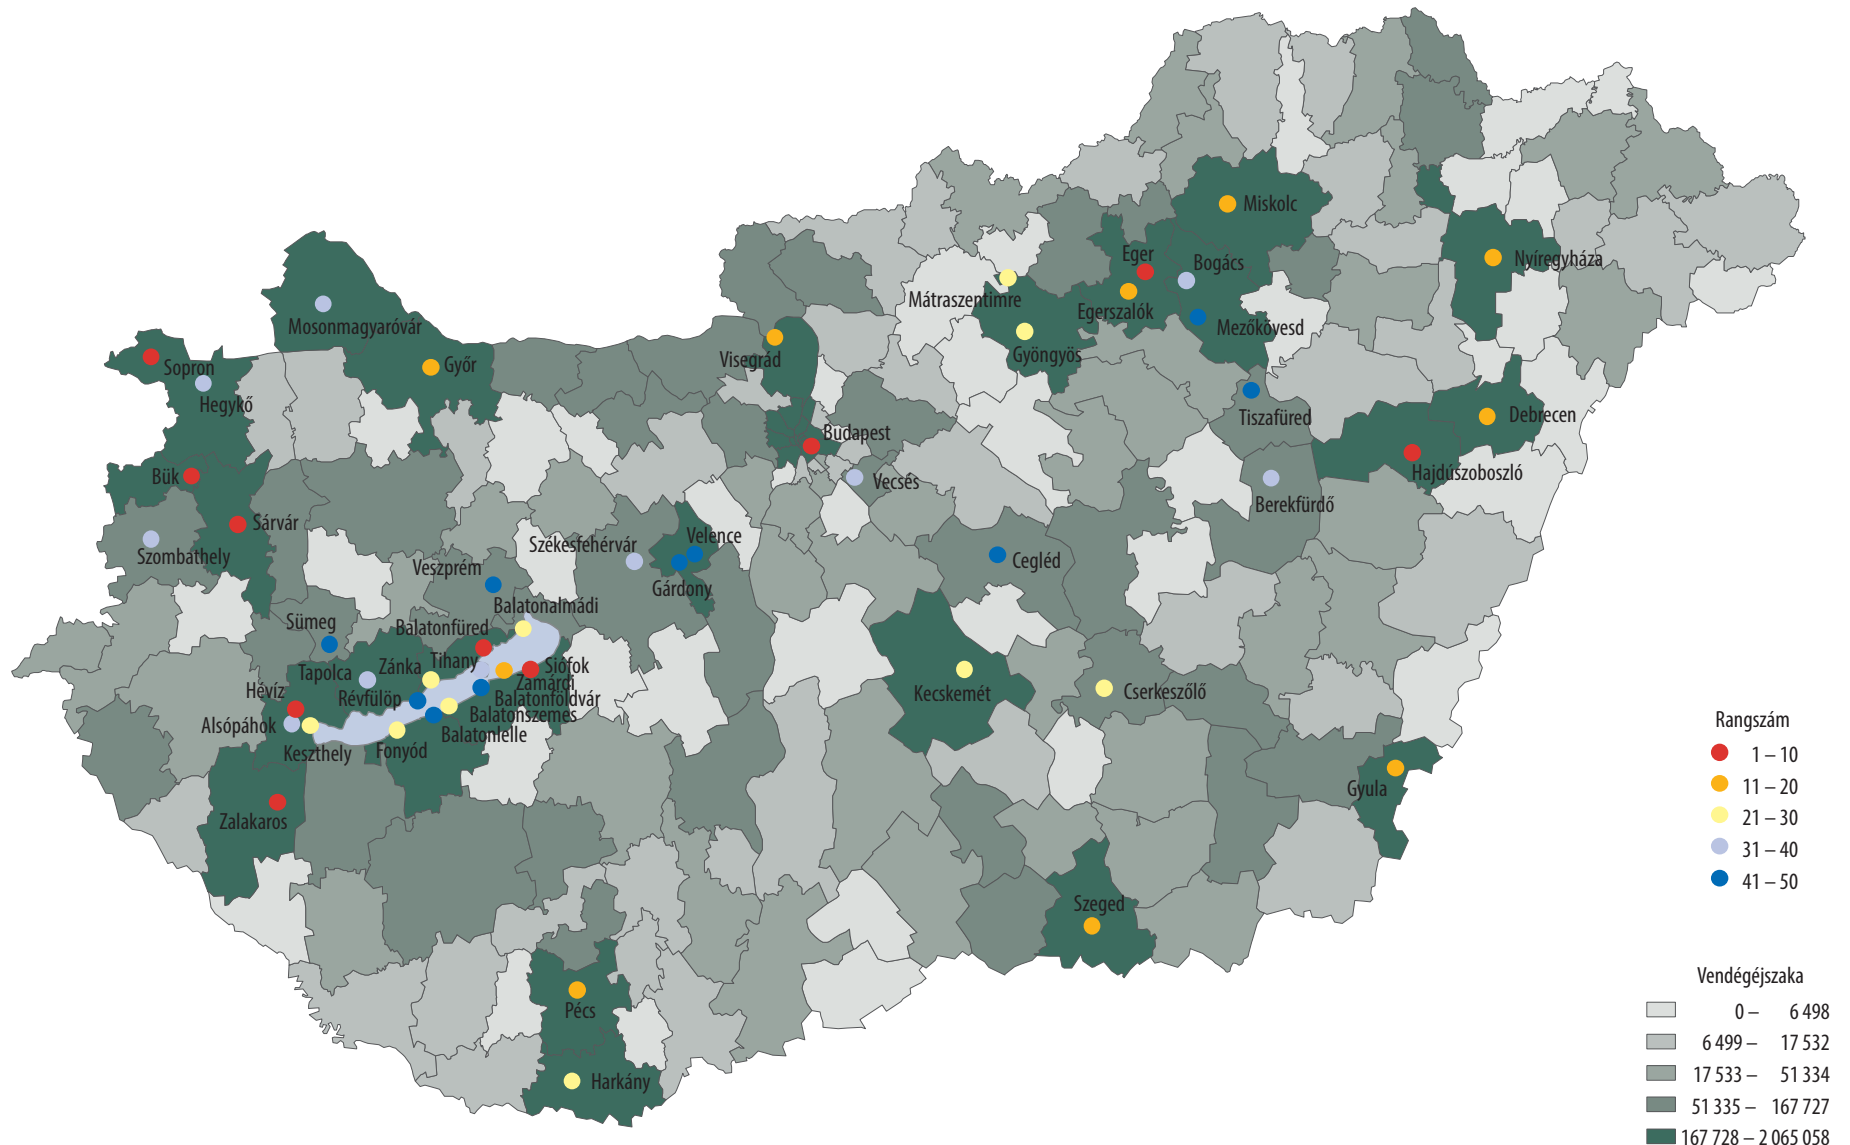 Miskolc
Eger
Bogács
Nyíregyháza
Mátraszentimre
Egerszalók
Mezőkövesd
Mosonmagyaróvár
Gyöngyös
Visegrád
Győr
Sopron
Hegykő
Tiszafüred
Debrecen
Budapest
Hajdúszoboszló
Bük
Vecsés
Berekfürdő
Sárvár
Szombathely
Székesfehérvár
Velence
Veszprém
Gárdony
Cegléd
Balatonalmádi
Sümeg
Balatonfüred
Tapolca
Zánka
Tihany
Siófok
Zamárdi
Hévíz
Révfülöp
Balatonföldvár
Kecskemét
Cserkeszőlő
Alsópáhok
Balatonszemes
Balatonlelle
Keszthely
Fonyód
Gyula
Zalakaros
Szeged
Pécs
Harkány
Rangszám
1 – 10
11 – 20
21 – 30
31 – 40
41 – 50
Vendégéjszaka
0 – 6 498
6 499 – 17 532
17 533 – 51 334
51 335 – 167 727
167 728 – 2 065 058